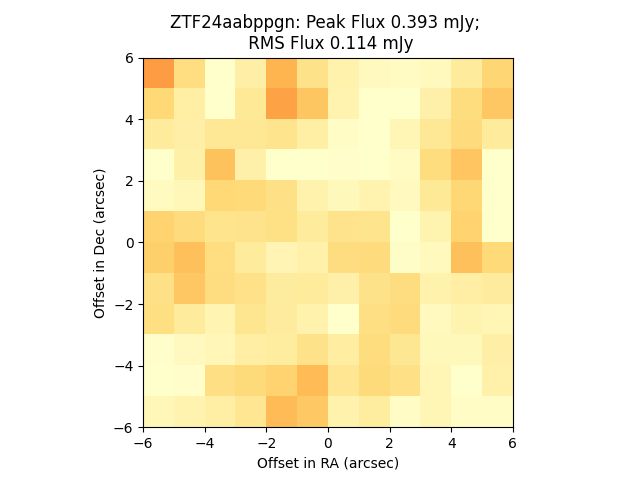 ZTF24aabppgn: Peak Flux 0.393 mJy;
RMS Flux 0.114 mJy
6
4
2
0
−2
−4
−6
Offset in Dec (arcsec)
−6 −4 −2 0 2 4 6
Offset in RA (arcsec)